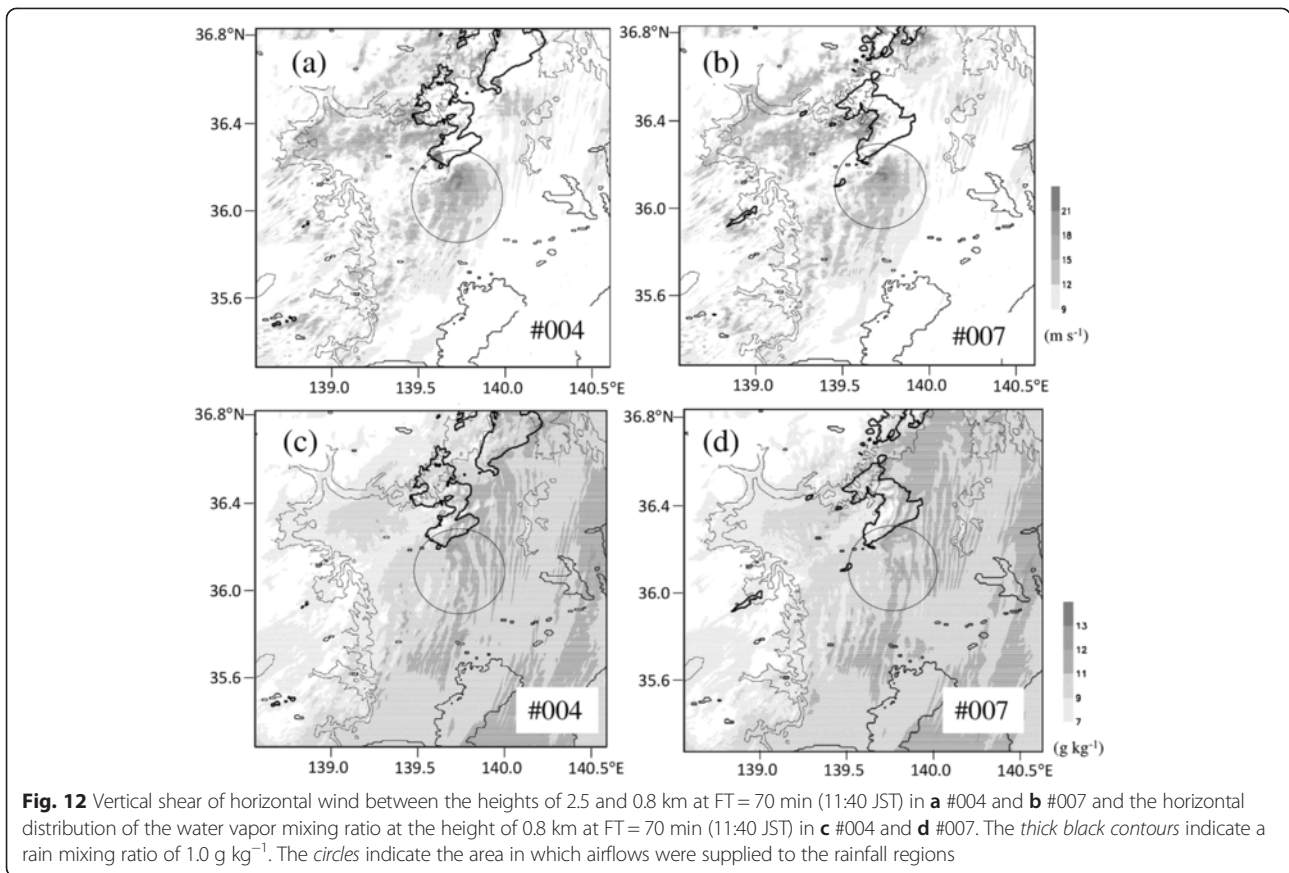 36.8°N
(a)
36.4
36.0
35.6
#004
139.0 139.5 140.0 140.5°E
36.8°N
(b)
36.4
36.0
35.6
#007
139.0 139.5 140.0 140.5°E
21
18
15
12
9
(m s⁻¹)
36.8°N
(c)
36.4
36.0
35.6
#004
139.0 139.5 140.0 140.5°E
36.8°N
(d)
36.4
36.0
35.6
#007
139.0 139.5 140.0 140.5°E
13
12
11
9
7
(g kg⁻¹)
Fig. 12 Vertical shear of horizontal wind between the heights of 2.5 and 0.8 km at FT = 70 min (11:40 JST) in a #004 and b #007 and the horizontal
distribution of the water vapor mixing ratio at the height of 0.8 km at FT = 70 min (11:40 JST) in c #004 and d #007. The thick black contours indicate a
rain mixing ratio of 1.0 g kg⁻¹. The circles indicate the area in which airflows were supplied to the rainfall regions